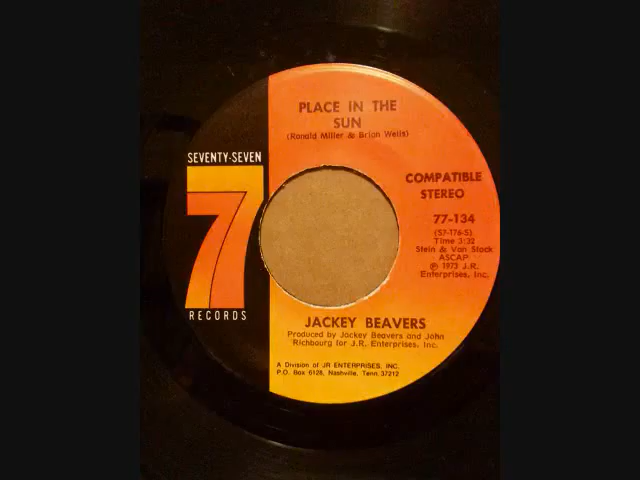 PLACE IN THE
SUN
(Ronald Miller & Brian Wells)
SEVENTY-SEVEN
7
RECORDS
COMPATIBLE
STEREO
77-134
(S7-176-S)
Time 3:32
Stein & Van Stock
ASCAP
Ⓟ 1973 J.R.
Enterprises, Inc.
JACKEY BEAVERS
Produced by Jackey Beavers and John
Richbourg for J.R. Enterprises, Inc.
A Division of JR ENTERPRISES, INC.
P.O. Box 6128, Nashville, Tenn 37212